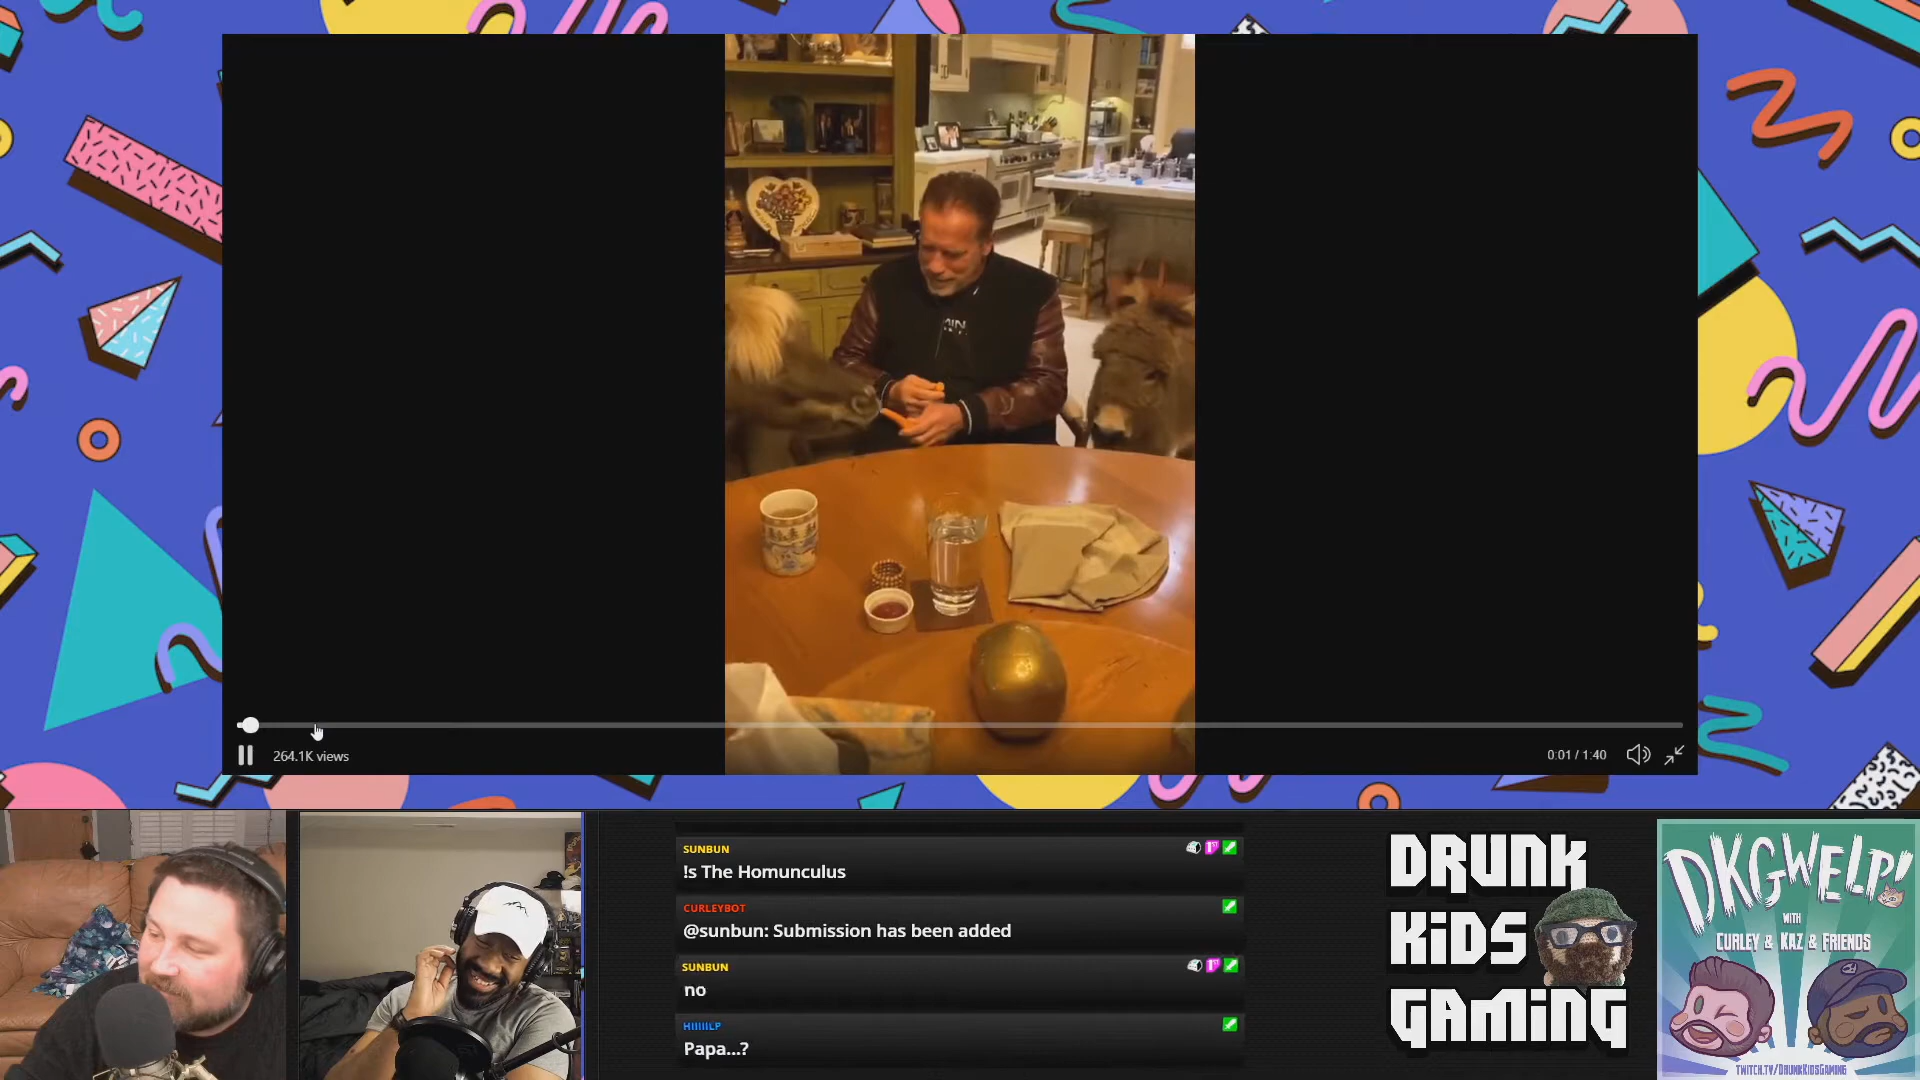 MIN
264.1K views
0:01 / 1:40
SUNBUN
!s The Homunculus
CURLEYBOT
@sunbun: Submission has been added
SUNBUN
no
HIIIIILP
Papa...?
DRUNK
KiDS
GAMiNG
DKGWELP!
WITH
CURLEY & KAZ & FRIENDS
TWITCH.TV/DRUNKKIDSGAMING